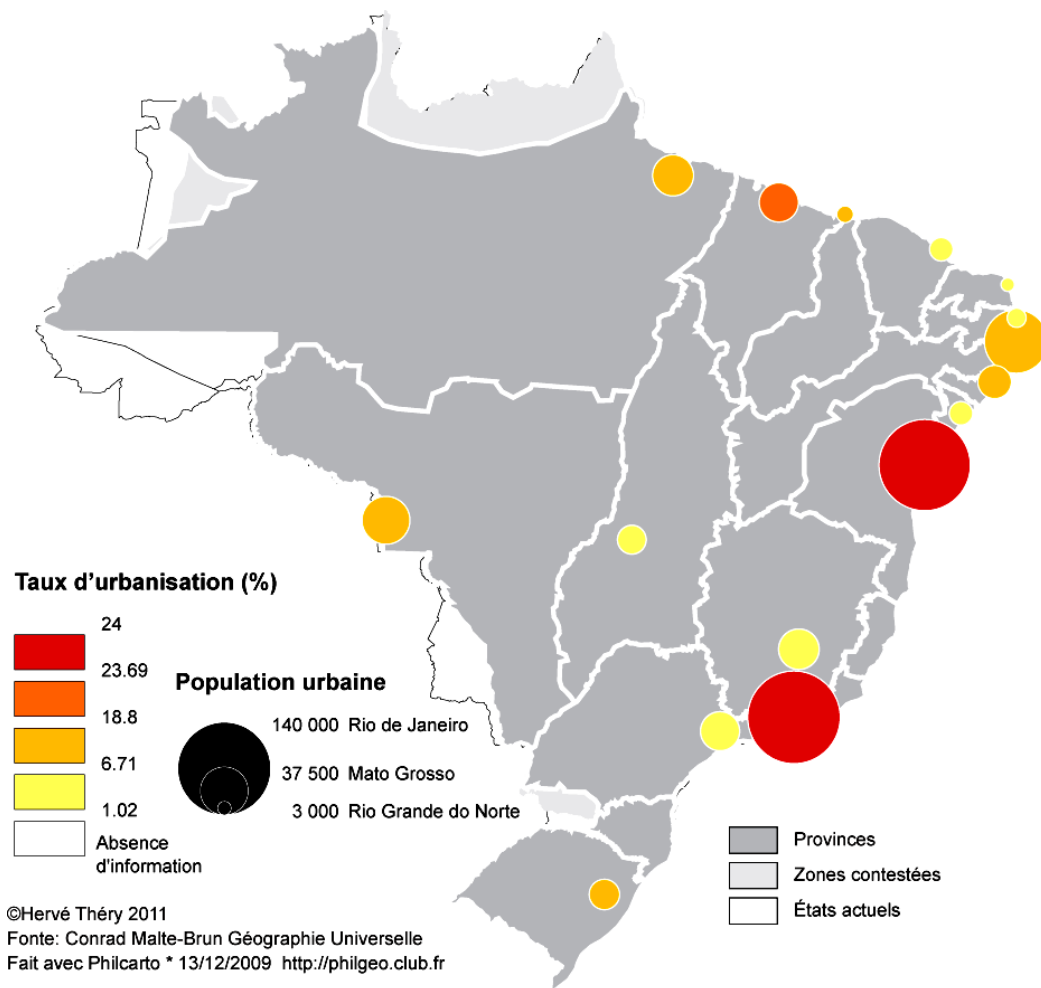 Taux d'urbanisation (%)
24
23.69
18.8
6.71
1.02
Absence
d'information
Population urbaine
140 000 Rio de Janeiro
37 500 Mato Grosso
3 000 Rio Grande do Norte
Provinces
Zones contestées
États actuels
©Hervé Théry 2011
Fonte: Conrad Malte-Brun Géographie Universelle
Fait avec Philcarto * 13/12/2009 http://philgeo.club.fr